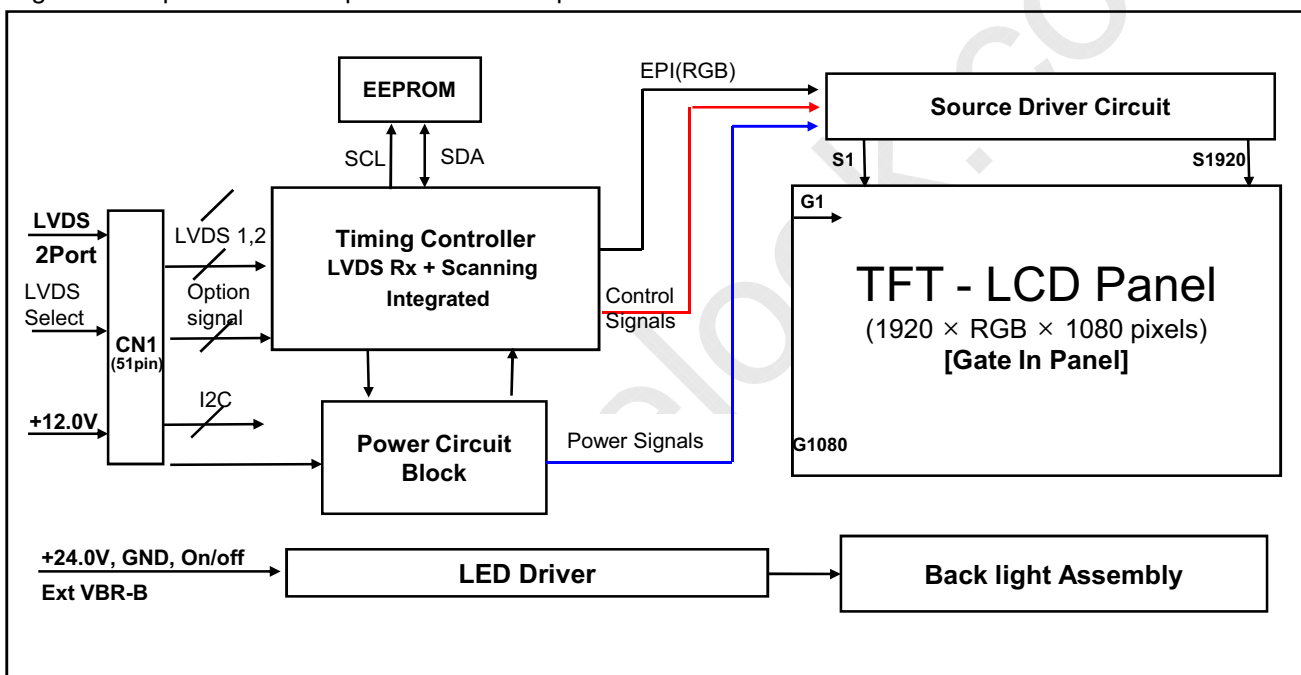 EEPROM
SCL
SDA
EPI(RGB)
Source Driver Circuit
S1
S1920
LVDS
2Port
LVDS
Select
+12.0V
CN1
(51pin)
LVDS 1,2
Option
signal
I2C
Timing Controller
LVDS Rx + Scanning
Integrated
Control
Signals
Power Circuit
Block
Power Signals
G1
TFT - LCD Panel
(1920 × RGB × 1080 pixels)
[Gate In Panel]
G1080
+24.0V, GND, On/off
Ext VBR-B
LED Driver
Back light Assembly